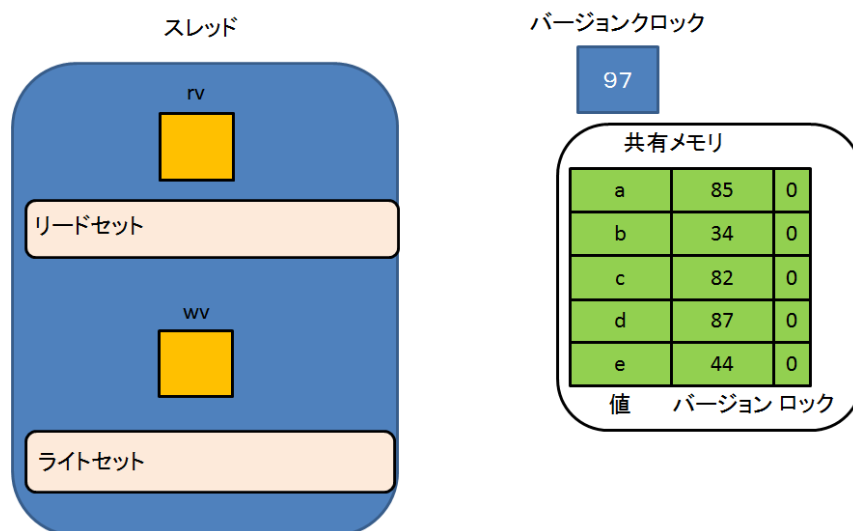 スレッド
バージョンクロック
rv
97
リードセット
wv
ライトセット
共有メモリ
a 85 0
b 34 0
c 82 0
d 87 0
e 44 0
値 バージョン ロック